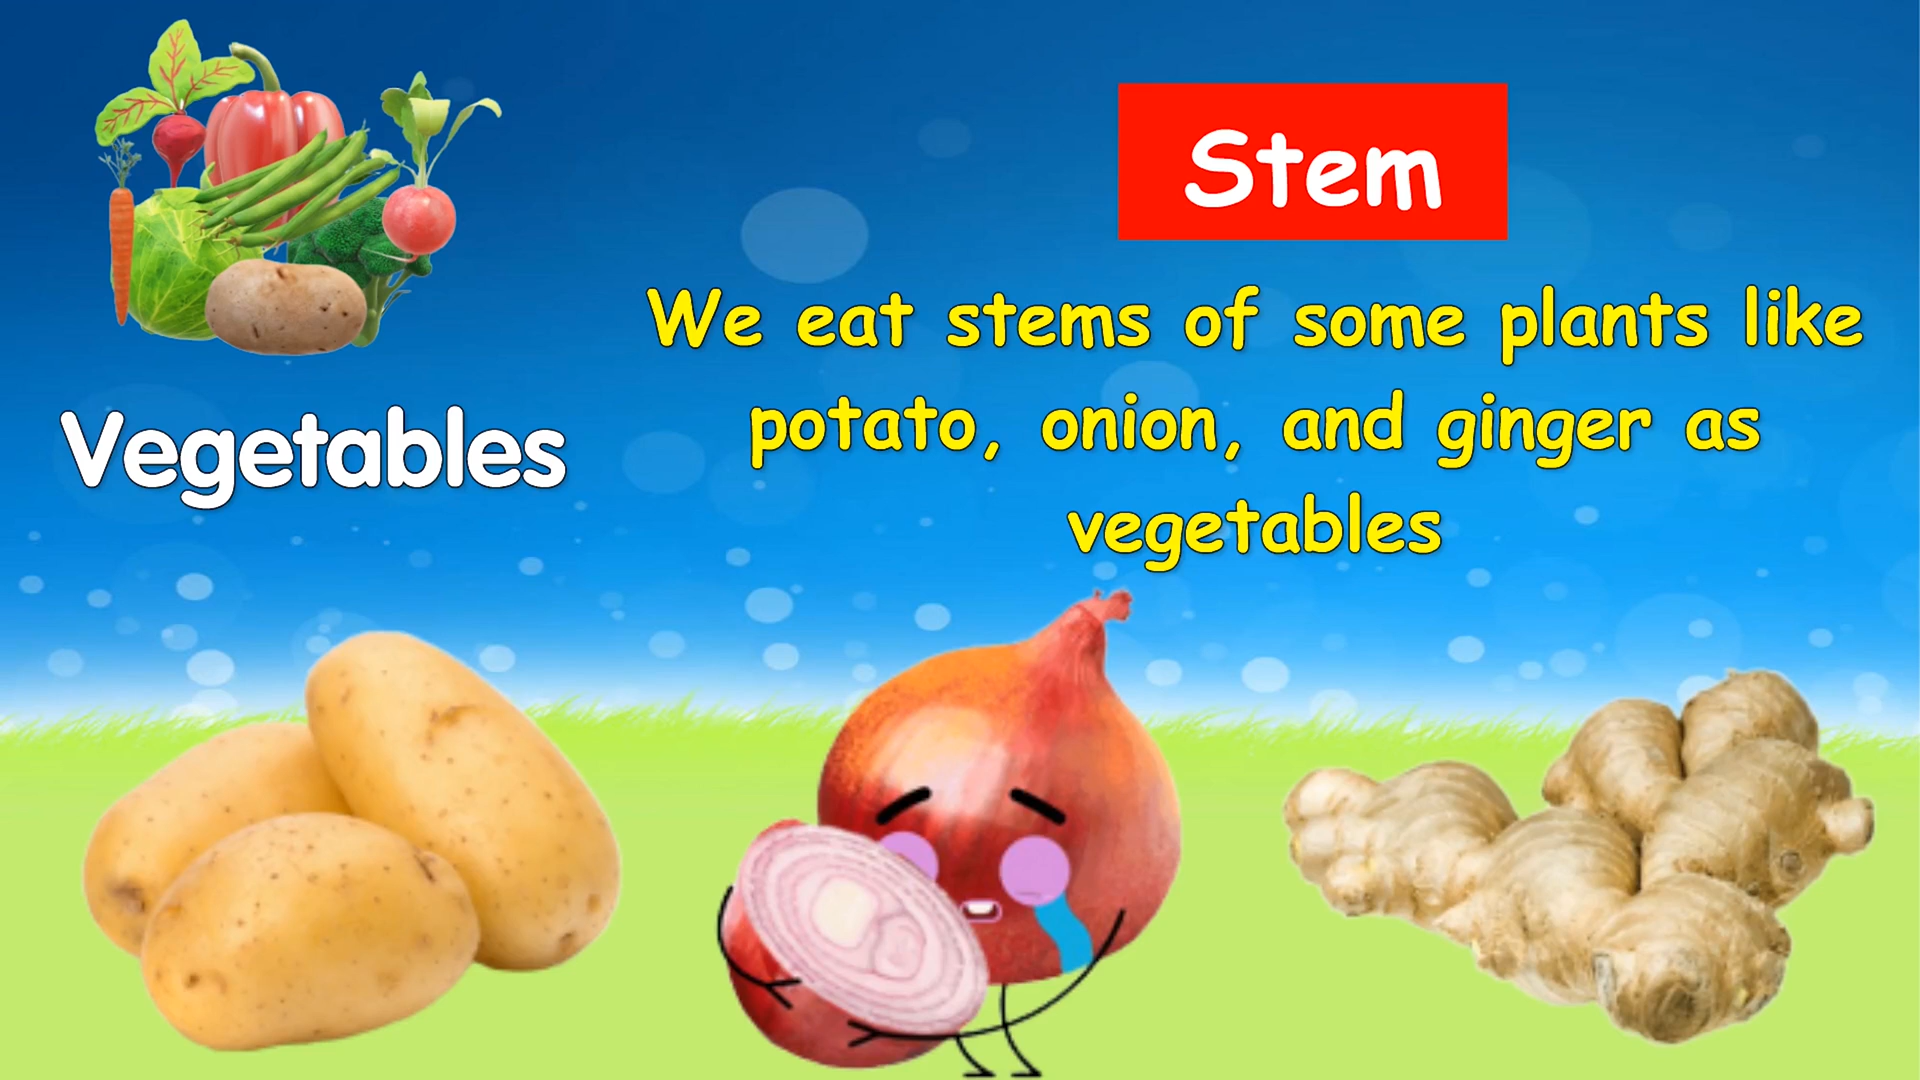 Stem
We eat stems of some plants like
potato, onion, and ginger as
vegetables
Vegetables